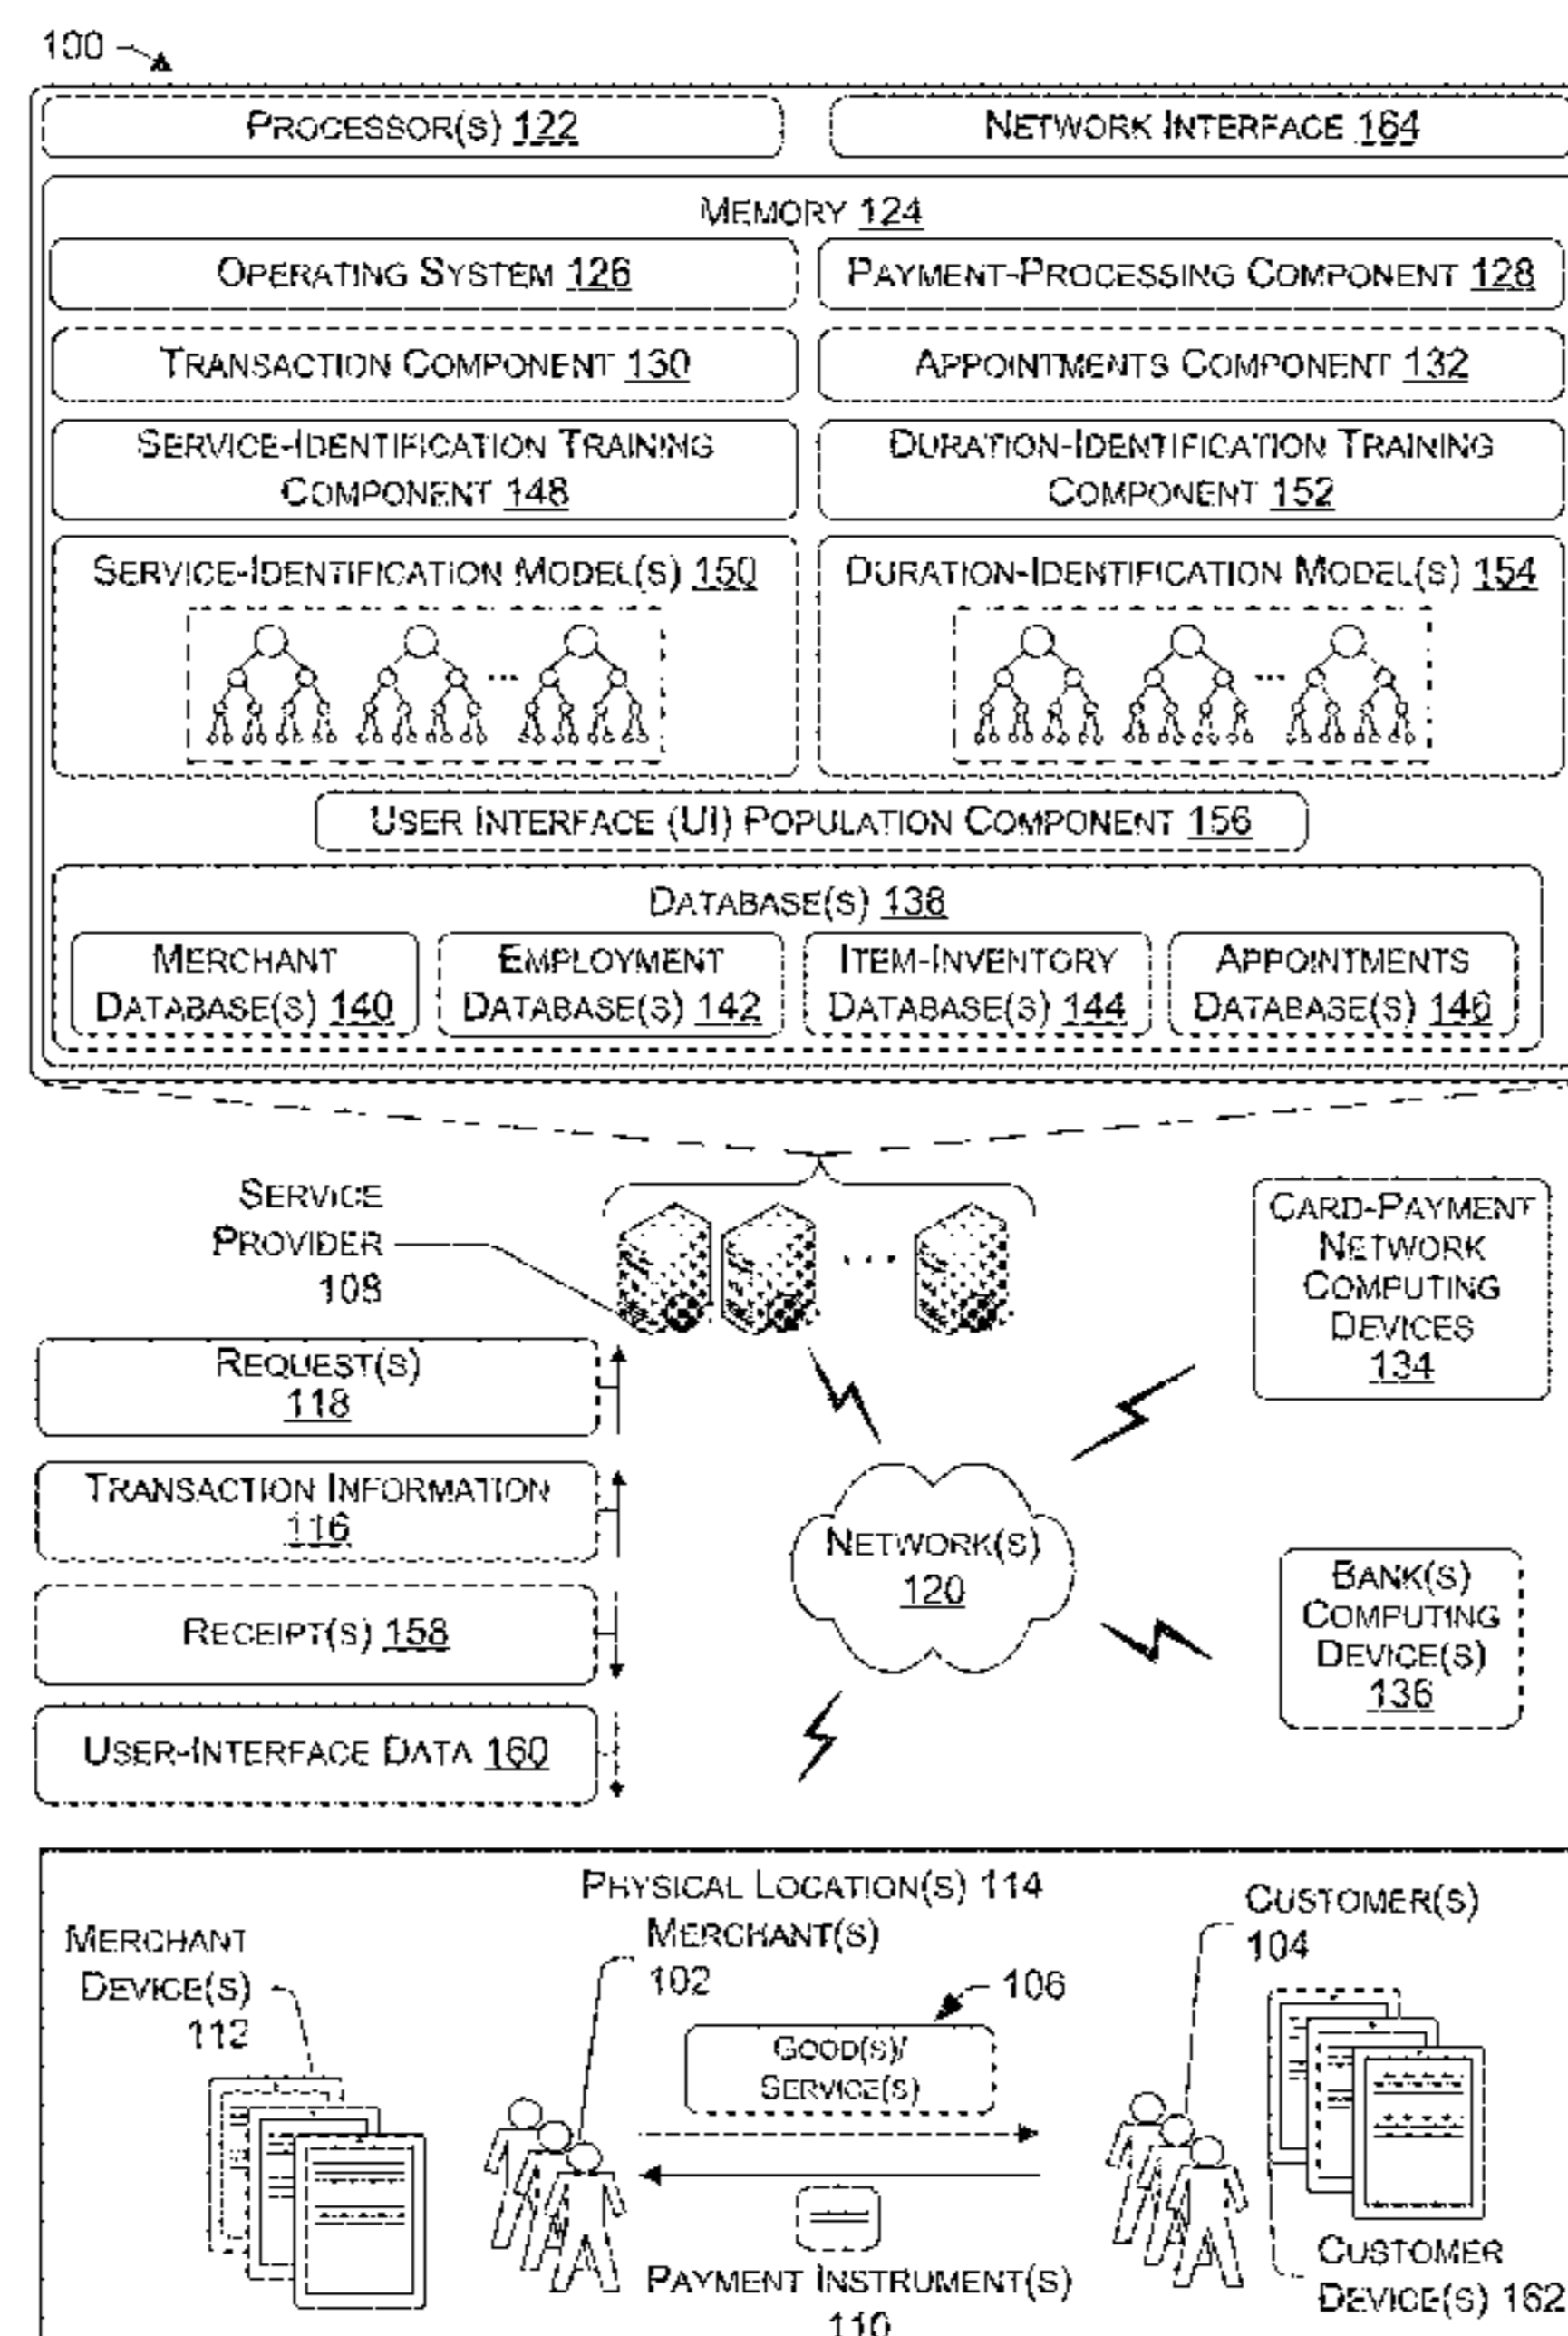 100
PROCESSOR(S) 122
NETWORK INTERFACE 164
MEMORY 124
OPERATING SYSTEM 126
PAYMENT-PROCESSING COMPONENT 128
TRANSACTION COMPONENT 130
APPOINTMENTS COMPONENT 132
SERVICE-IDENTIFICATION TRAINING
COMPONENT 148
DURATION-IDENTIFICATION TRAINING
COMPONENT 152
SERVICE-IDENTIFICATION MODEL(S) 150
DURATION-IDENTIFICATION MODEL(S) 154
USER INTERFACE (UI) POPULATION COMPONENT 156
DATABASE(S) 138
MERCHANT
DATABASE(S) 140
EMPLOYMENT
DATABASE(S) 142
ITEM-INVENTORY
DATABASE(S) 144
APPOINTMENTS
DATABASE(S) 146
SERVICE
PROVIDER
108
CARD-PAYMENT
NETWORK
COMPUTING
DEVICES
134
REQUEST(S)
118
TRANSACTION INFORMATION
116
RECEIPT(S) 158
USER-INTERFACE DATA 160
NETWORK(S)
120
BANK(S)
COMPUTING
DEVICE(S)
136
PHYSICAL LOCATION(S) 114
MERCHANT
DEVICE(S)
112
MERCHANT(S)
102
106
GOOD(S)/
SERVICE(S)
CUSTOMER(S)
104
PAYMENT INSTRUMENT(S)
110
CUSTOMER
DEVICE(S) 162